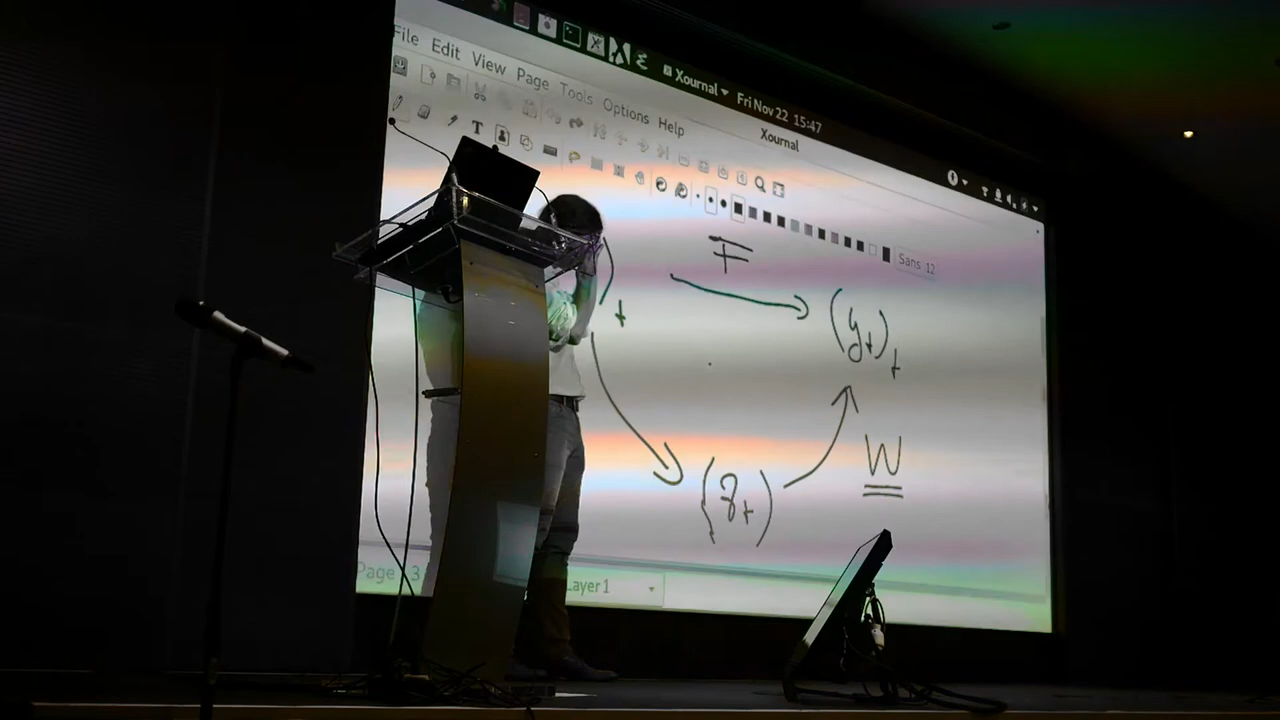 Xournal Fri Nov 22 15:47
Xournal
File Edit View Page Tools Options Help
T
Sans 12
F
)t
(yt)t
W
(zt)
Page 3
Layer 1